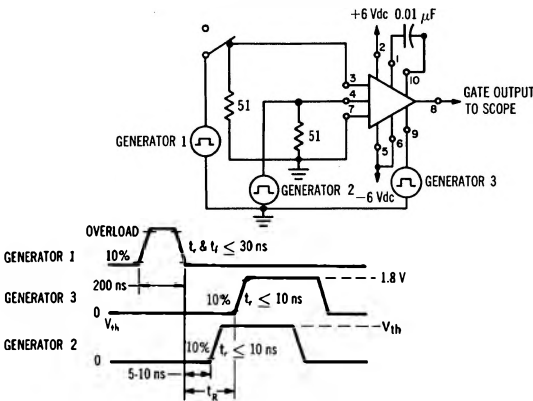 +6 Vdc 0.01 μF
2
1
10
3
4
7
8
GATE OUTPUT
TO SCOPE
51
51
9
5
6
GENERATOR 1
GENERATOR 2
−6 Vdc
GENERATOR 3
OVERLOAD
GENERATOR 1
10%
tr & tf ≤ 30 ns
200 ns
1.8 V
GENERATOR 3
10%
tr ≤ 10 ns
0
Vth
Vth
GENERATOR 2
10%
tr ≤ 10 ns
0
5-10 ns
tR